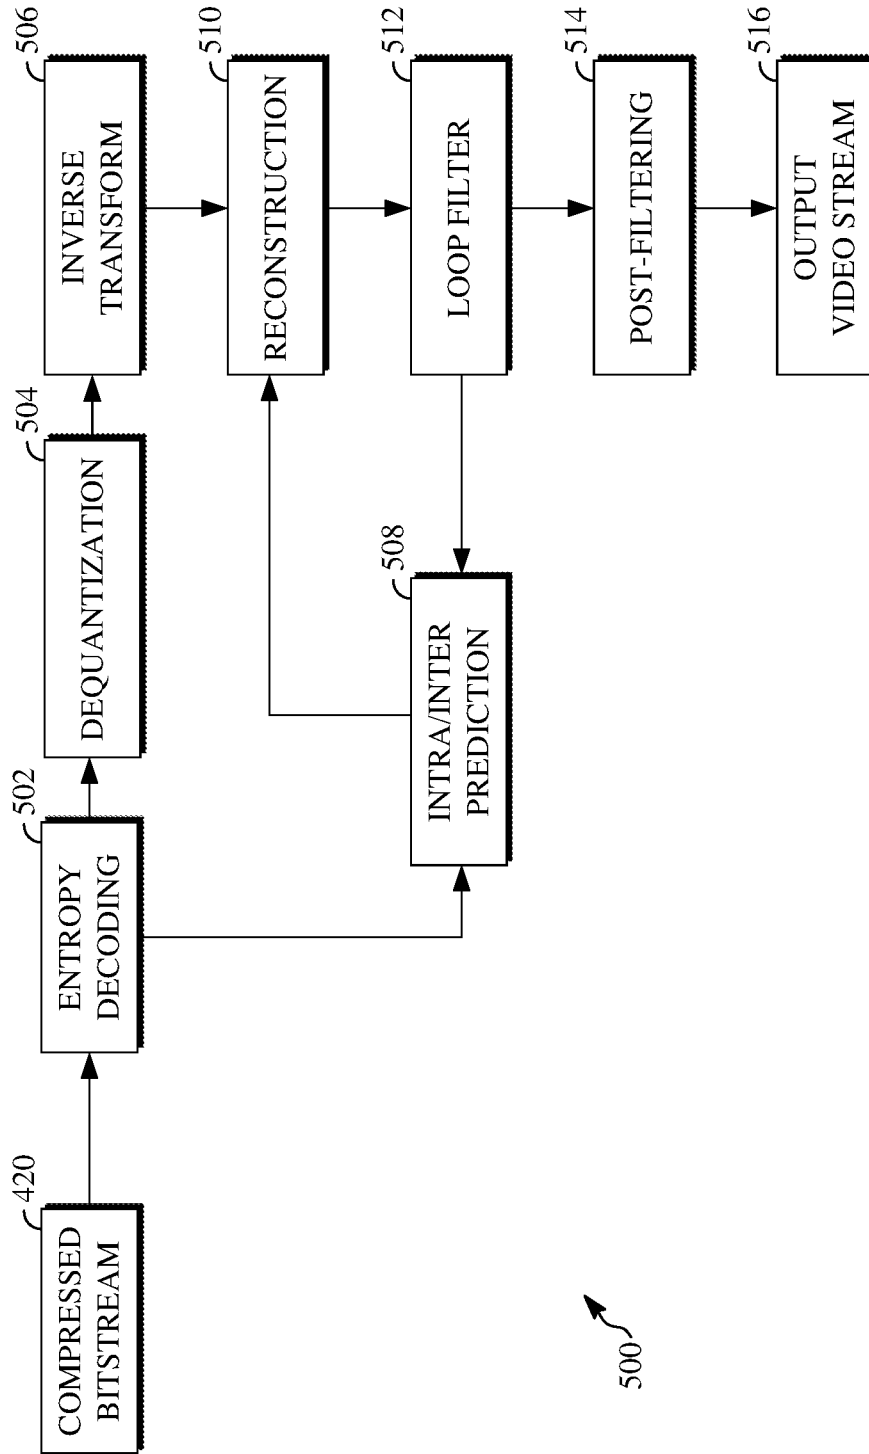 420
COMPRESSED
BITSTREAM
502
ENTROPY
DECODING
504
DEQUANTIZATION
506
INVERSE
TRANSFORM
508
INTRA/INTER
PREDICTION
510
RECONSTRUCTION
512
LOOP FILTER
514
POST-FILTERING
516
OUTPUT
VIDEO STREAM
500